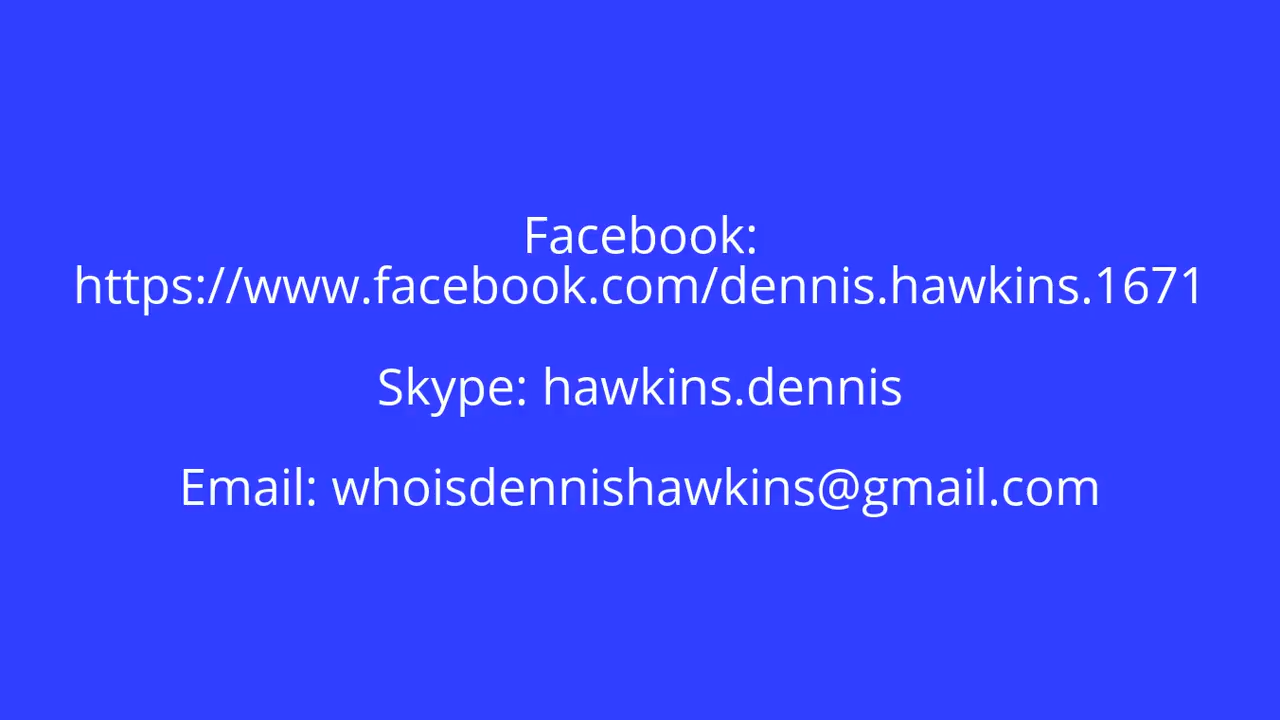 Facebook:
https://www.facebook.com/dennis.hawkins.1671
Skype: hawkins.dennis
Email: whoisdennishawkins@gmail.com